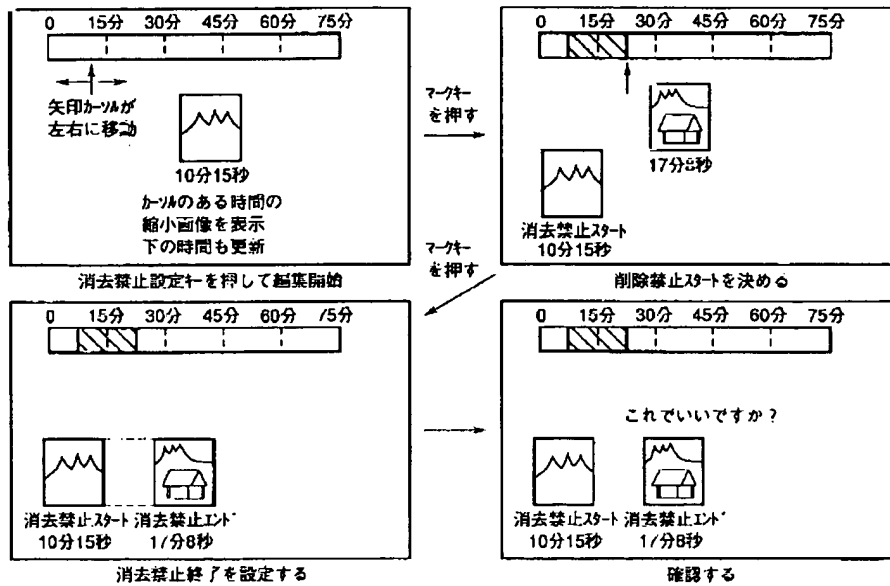 0 15分 30分 45分 60分 75分
矢印カーソルが
左右に移動
10分15秒
カーソルのある時間の
縮小画像を表示
下の時間も更新
消去禁止設定キーを押して編集開始
マークキー
を押す
0 15分 30分 45分 60分 75分
17分8秒
消去禁止スタート
10分15秒
削除禁止スタートを決める
マークキー
を押す
0 15分 30分 45分 60分 75分
消去禁止スタート 消去禁止エンド
10分15秒 17分8秒
消去禁止終了を設定する
0 15分 30分 45分 60分 75分
これでいいですか?
消去禁止スタート 消去禁止エンド
10分15秒 17分8秒
確認する